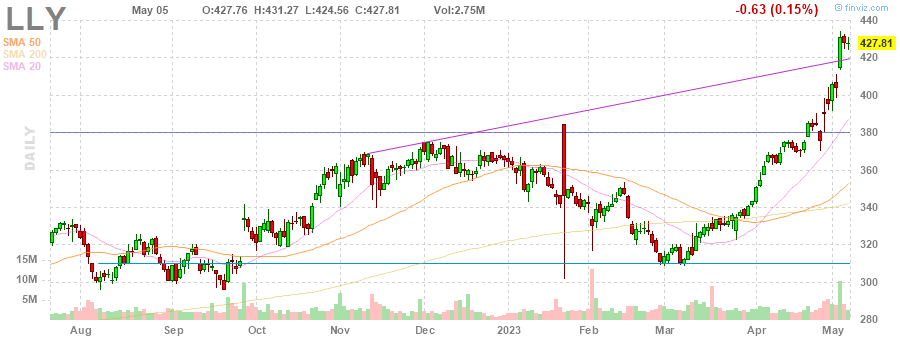 LLY May 05 O:427.76 H:431.27 L:424.56 C:427.81 Vol:2.75M -0.63 (0.15%) © finviz.com
SMA 50
SMA 200
SMA 20
DAILY
440
427.81
420
400
380
360
340
320
300
280
15M
10M
5M
Aug Sep Oct Nov Dec 2023 Feb Mar Apr May